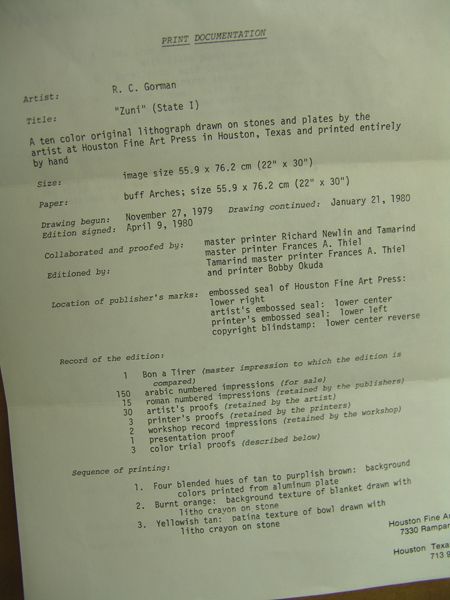 PRINT DOCUMENTATION
Artist: R. C. Gorman
Title: "Zuni" (State I)
A ten color original lithograph drawn on stones and plates by the
artist at Houston Fine Art Press in Houston, Texas and printed entirely
by hand
Size: image size 55.9 x 76.2 cm (22" x 30")
Paper: buff Arches; size 55.9 x 76.2 cm (22" x 30")
Drawing begun: November 27, 1979 Drawing continued: January 21, 1980
Edition signed: April 9, 1980
Collaborated and proofed by: master printer Richard Newlin and Tamarind
master printer Frances A. Thiel
Editioned by: Tamarind master printer Frances A. Thiel
and printer Bobby Okuda
Location of publisher's marks: embossed seal of Houston Fine Art Press:
lower right
artist's embossed seal: lower center
printer's embossed seal: lower left
copyright blindstamp: lower center reverse
Record of the edition:
1 Bon a Tirer (master impression to which the edition is
compared)
150 arabic numbered impressions (for sale)
15 roman numbered impressions (retained by the publishers)
30 artist's proofs (retained by the artist)
3 printer's proofs (retained by the printers)
2 workshop record impressions (retained by the workshop)
1 presentation proof
3 color trial proofs (described below)
Sequence of printing:
1. Four blended hues of tan to purplish brown: background
colors printed from aluminum plate
2. Burnt orange: background texture of blanket drawn with
litho crayon on stone
3. Yellowish tan: patina texture of bowl drawn with
litho crayon on stone
Houston Fine A
7330 Rampar
Houston Texa
713 9